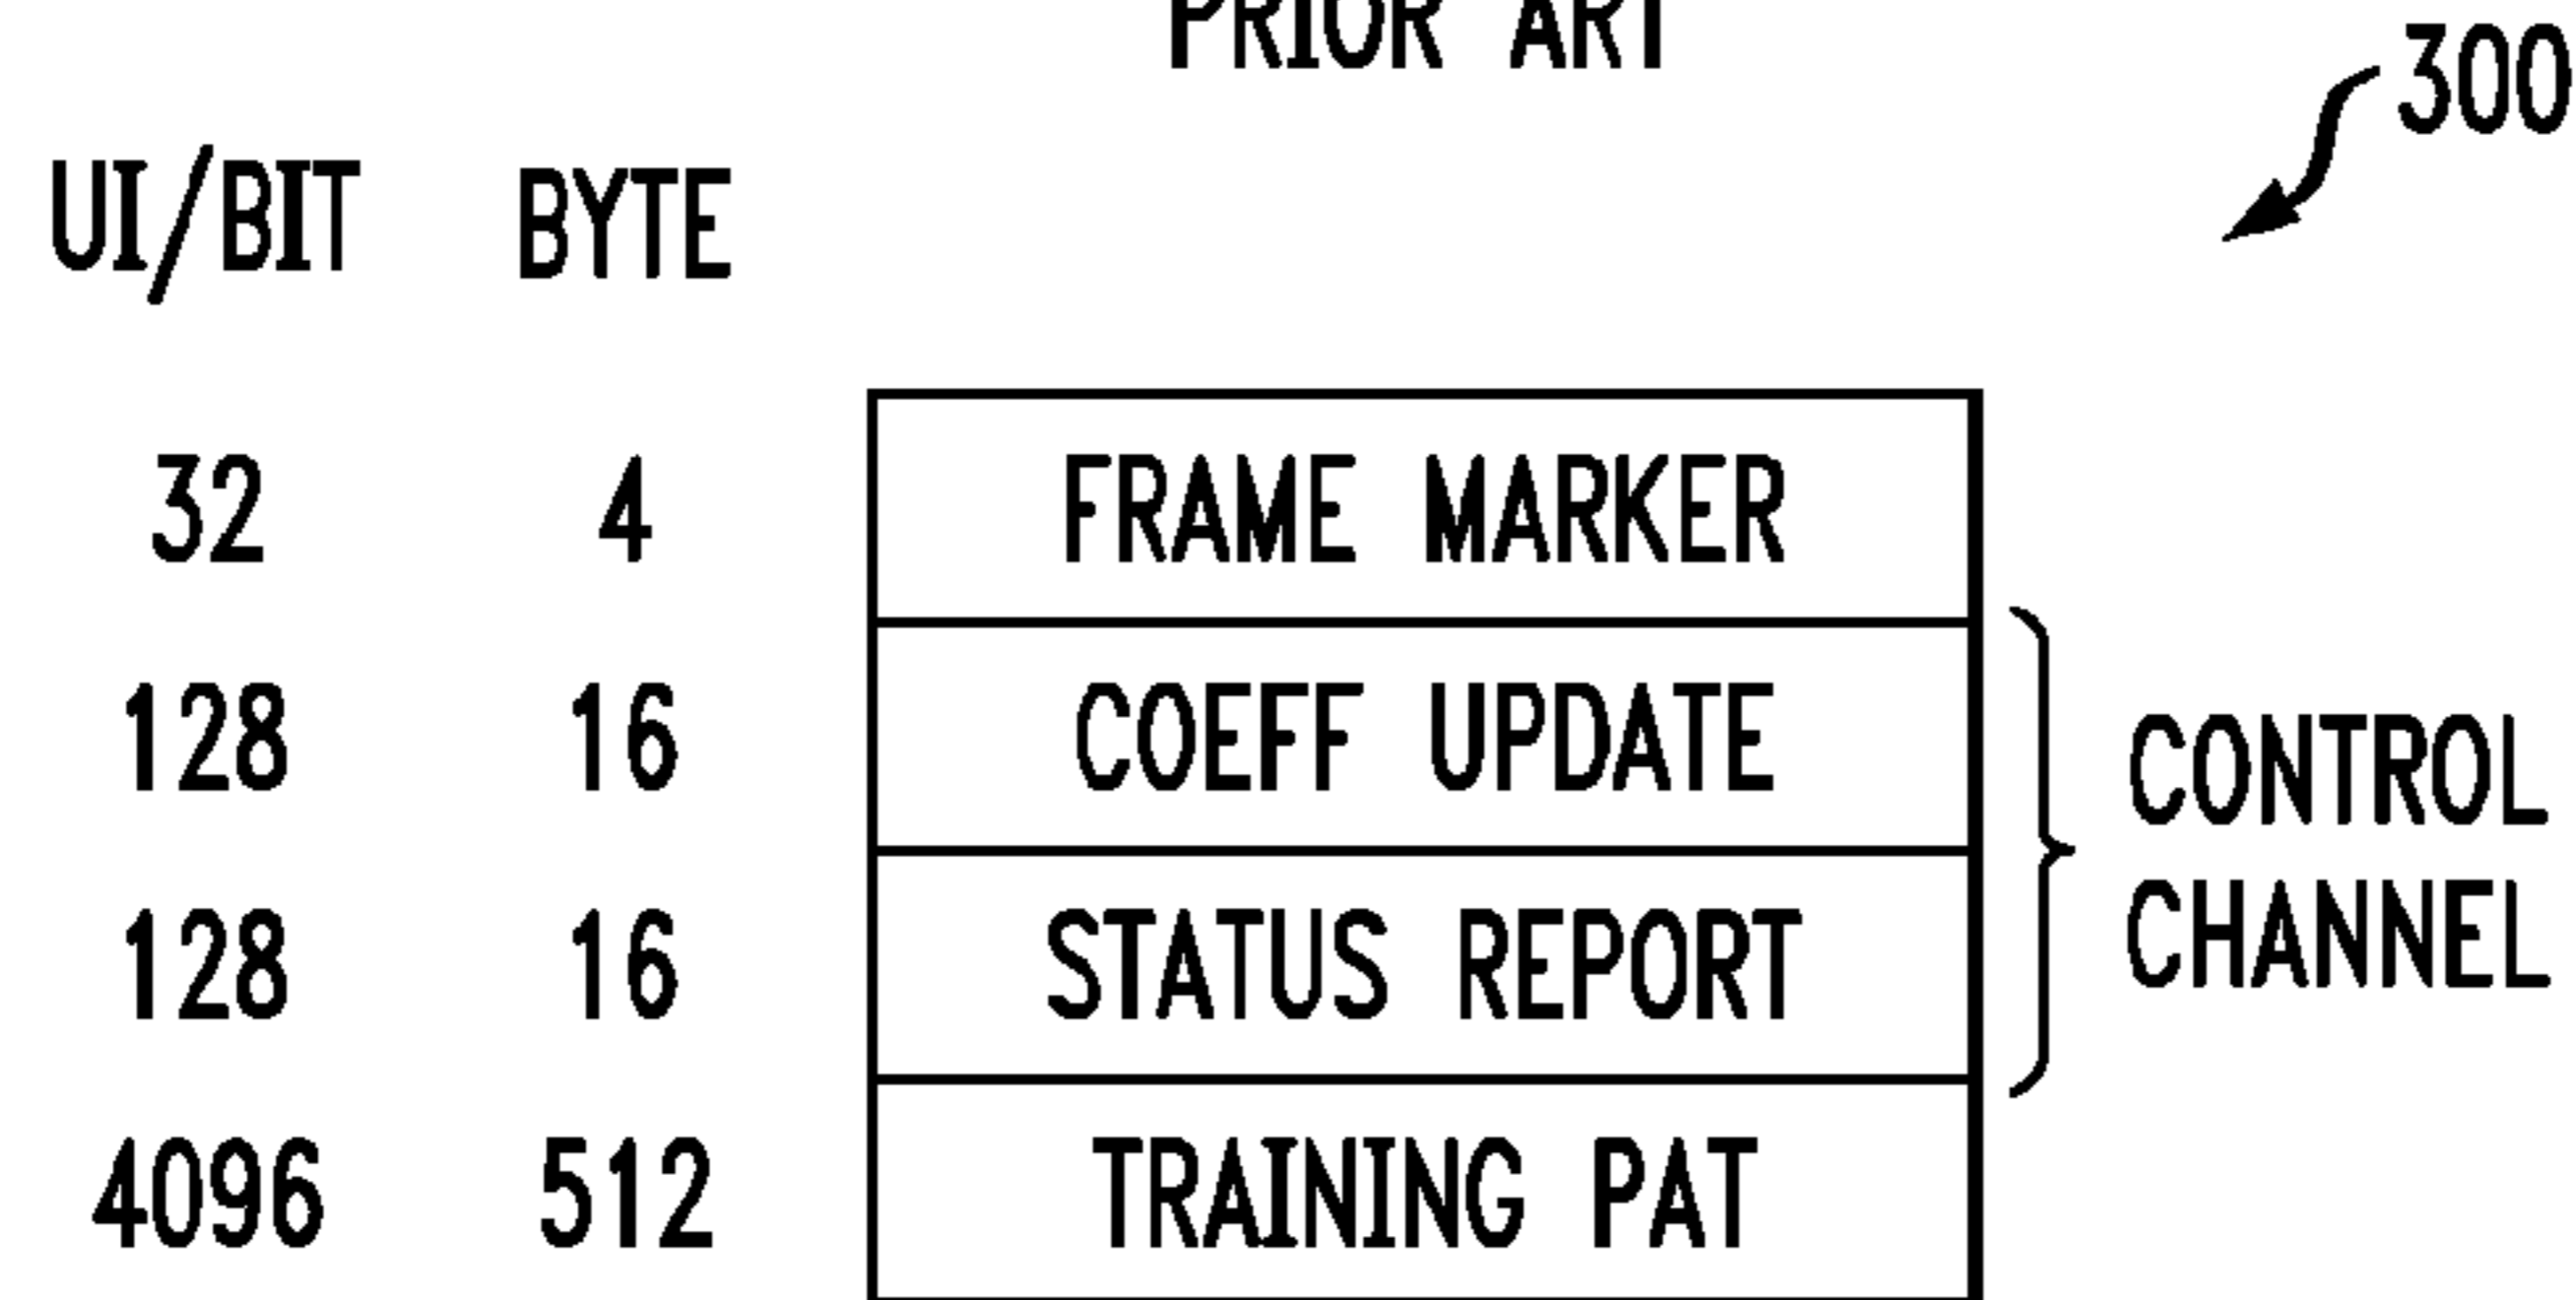 PRIOR ART
300
UI/BIT BYTE
32 4 FRAME MARKER
128 16 COEFF UPDATE
CONTROL
CHANNEL
128 16 STATUS REPORT
4096 512 TRAINING PAT